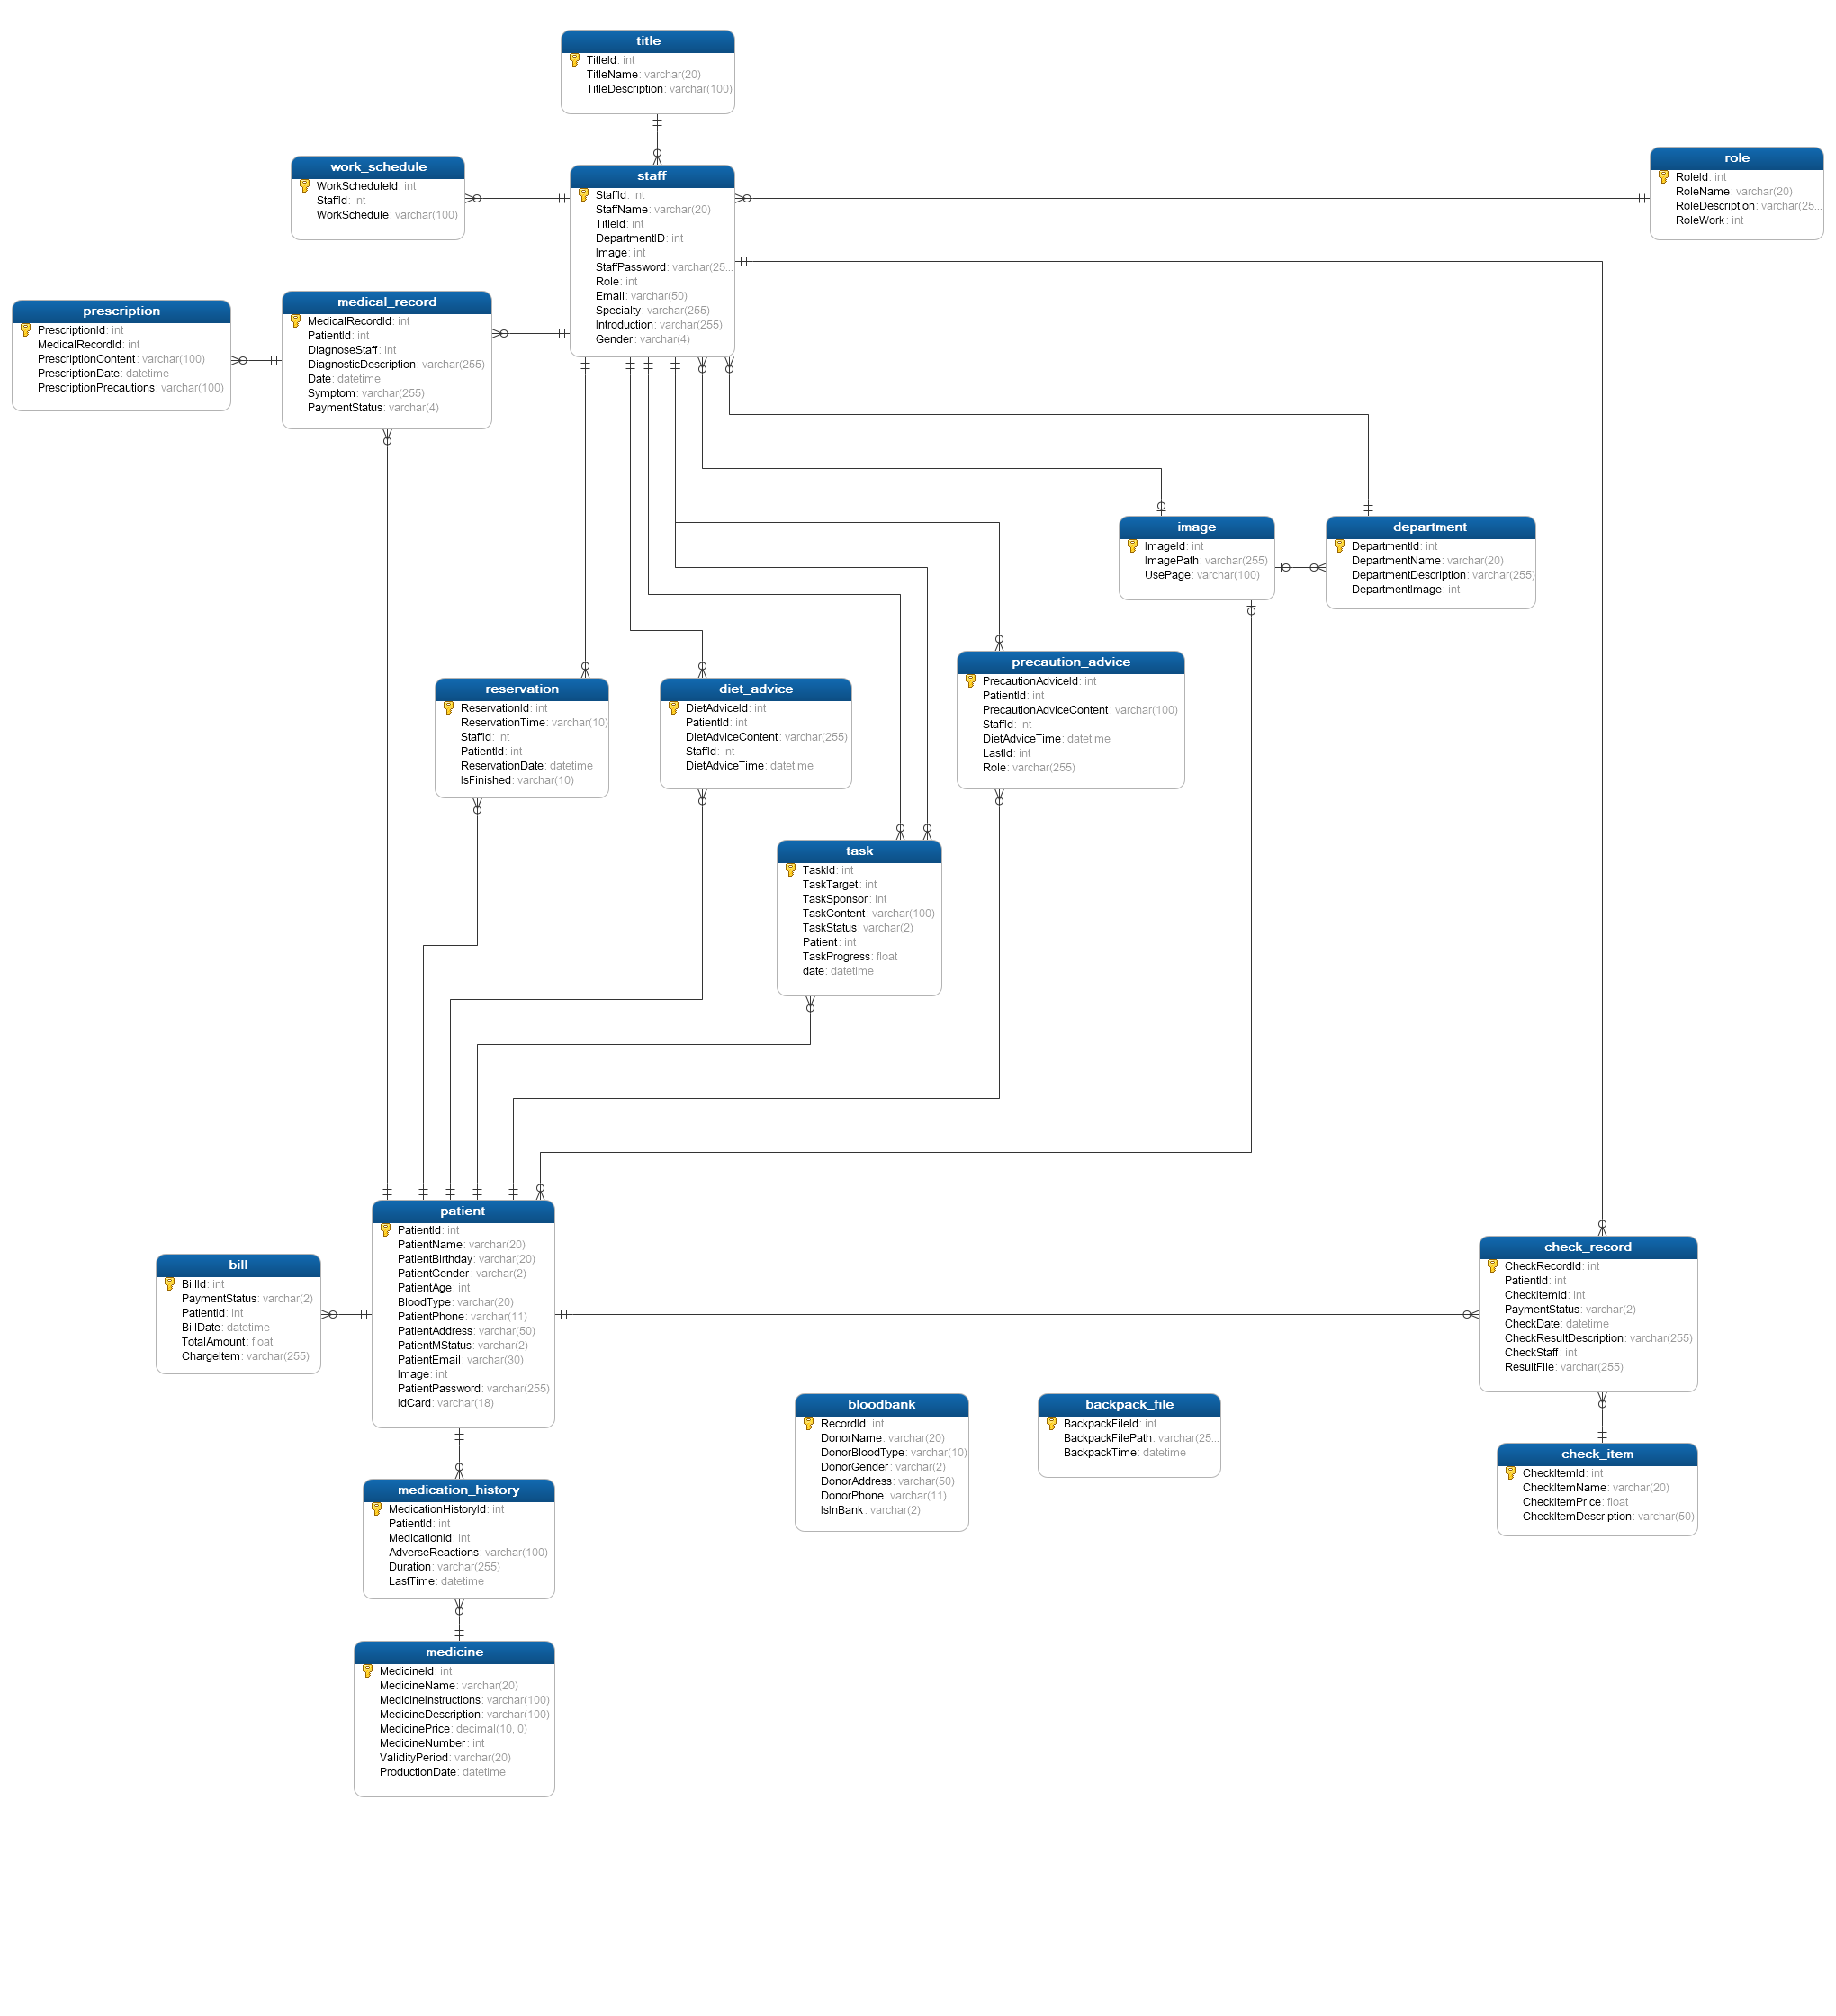 title
TitleId: int
TitleName: varchar(20)
TitleDescription: varchar(100)
work_schedule
WorkScheduleId: int
StaffId: int
WorkSchedule: varchar(100)
staff
StaffId: int
StaffName: varchar(20)
TitleId: int
DepartmentID: int
Image: int
StaffPassword: varchar(25...
Role: int
Email: varchar(50)
Specialty: varchar(255)
Introduction: varchar(255)
Gender: varchar(4)
role
RoleId: int
RoleName: varchar(20)
RoleDescription: varchar(25...
RoleWork: int
prescription
PrescriptionId: int
MedicalRecordId: int
PrescriptionContent: varchar(100)
PrescriptionDate: datetime
PrescriptionPrecautions: varchar(100)
medical_record
MedicalRecordId: int
PatientId: int
DiagnoseStaff: int
DiagnosticDescription: varchar(255)
Date: datetime
Symptom: varchar(255)
PaymentStatus: varchar(4)
image
ImageId: int
ImagePath: varchar(255)
UsePage: varchar(100)
department
DepartmentId: int
DepartmentName: varchar(20)
DepartmentDescription: varchar(255)
DepartmentImage: int
reservation
ReservationId: int
ReservationTime: varchar(10)
StaffId: int
PatientId: int
ReservationDate: datetime
IsFinished: varchar(10)
diet_advice
DietAdviceId: int
PatientId: int
DietAdviceContent: varchar(255)
StaffId: int
DietAdviceTime: datetime
precaution_advice
PrecautionAdviceId: int
PatientId: int
PrecautionAdviceContent: varchar(100)
StaffId: int
DietAdviceTime: datetime
LastId: int
Role: varchar(255)
task
TaskId: int
TaskTarget: int
TaskSponsor: int
TaskContent: varchar(100)
TaskStatus: varchar(2)
Patient: int
TaskProgress: float
date: datetime
patient
PatientId: int
PatientName: varchar(20)
PatientBirthday: varchar(20)
PatientGender: varchar(2)
PatientAge: int
BloodType: varchar(20)
PatientPhone: varchar(11)
PatientAddress: varchar(50)
PatientMStatus: varchar(2)
PatientEmail: varchar(30)
Image: int
PatientPassword: varchar(255)
IdCard: varchar(18)
bill
BillId: int
PaymentStatus: varchar(2)
PatientId: int
BillDate: datetime
TotalAmount: float
ChargeItem: varchar(255)
check_record
CheckRecordId: int
PatientId: int
CheckItemId: int
PaymentStatus: varchar(2)
CheckDate: datetime
CheckResultDescription: varchar(255)
CheckStaff: int
ResultFile: varchar(255)
bloodbank
RecordId: int
DonorName: varchar(20)
DonorBloodType: varchar(10)
DonorGender: varchar(2)
DonorAddress: varchar(50)
DonorPhone: varchar(11)
IsInBank: varchar(2)
backpack_file
BackpackFileId: int
BackpackFilePath: varchar(25...
BackpackTime: datetime
check_item
CheckItemId: int
CheckItemName: varchar(20)
CheckItemPrice: float
CheckItemDescription: varchar(50)
medication_history
MedicationHistoryId: int
PatientId: int
MedicationId: int
AdverseReactions: varchar(100)
Duration: varchar(255)
LastTime: datetime
medicine
MedicineId: int
MedicineName: varchar(20)
MedicineInstructions: varchar(100)
MedicineDescription: varchar(100)
MedicinePrice: decimal(10, 0)
MedicineNumber: int
ValidityPeriod: varchar(20)
ProductionDate: datetime